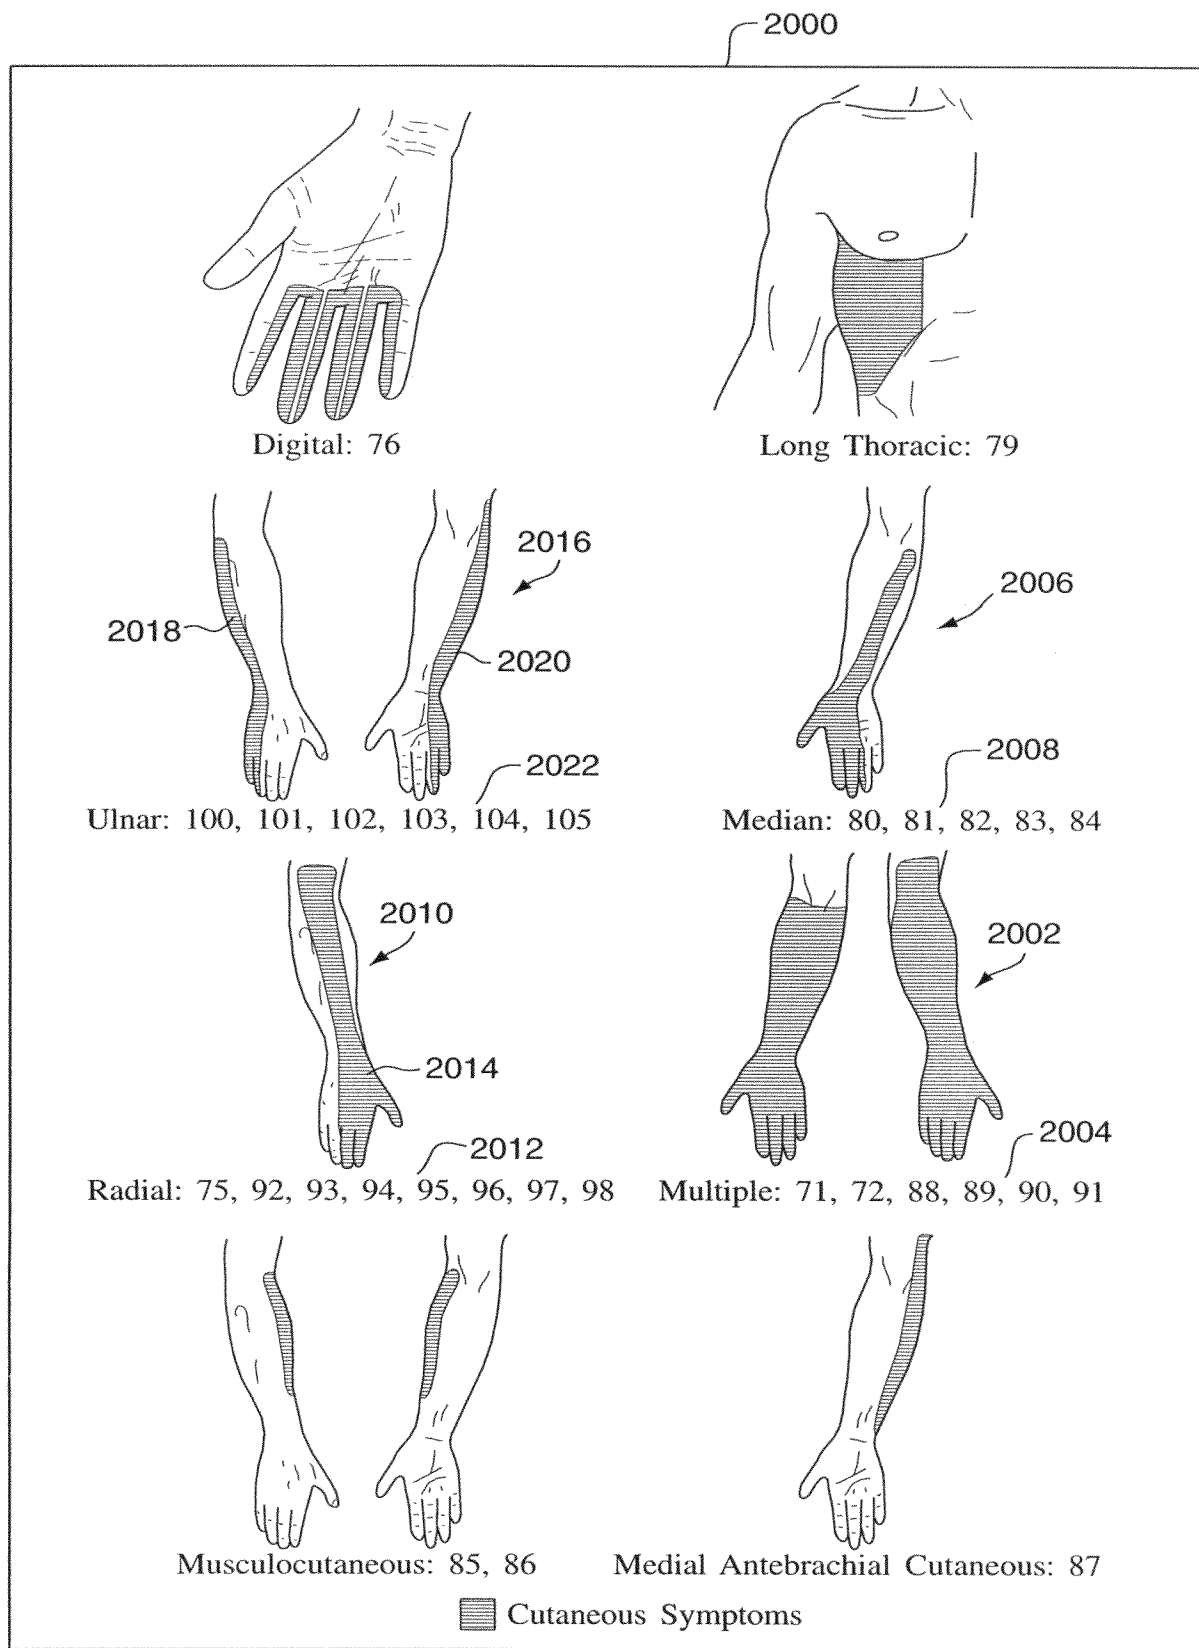 2000
Digital: 76
Long Thoracic: 79
2016
2006
2018
2020
2022
2008
Ulnar: 100, 101, 102, 103, 104, 105
Median: 80, 81, 82, 83, 84
2010
2002
2014
2012
2004
Radial: 75, 92, 93, 94, 95, 96, 97, 98
Multiple: 71, 72, 88, 89, 90, 91
Musculocutaneous: 85, 86
Medial Antebrachial Cutaneous: 87
Cutaneous Symptoms